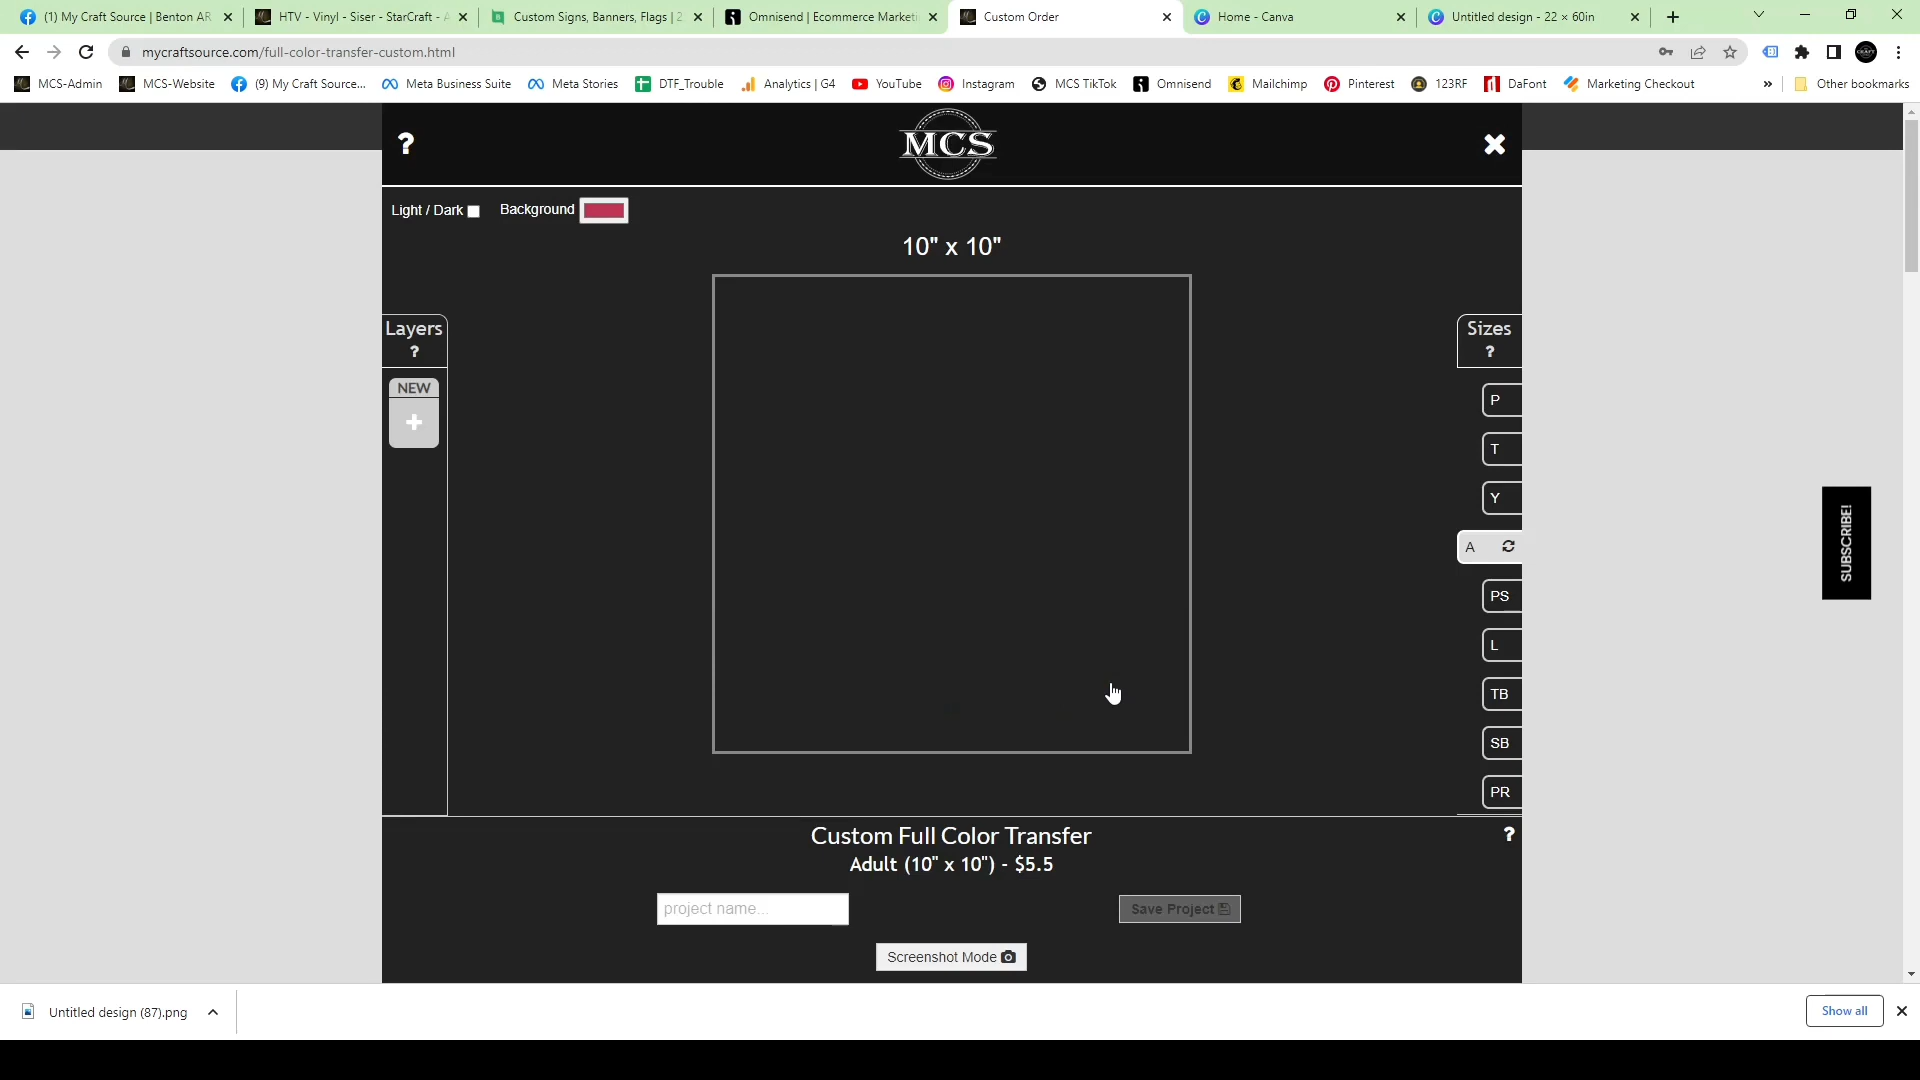 (1) My Craft Source | Benton AR
HTV - Vinyl - Siser - StarCraft - A
Custom Signs, Banners, Flags | 2
Omnisend | Ecommerce Marketi
Custom Order
Home - Canva
Untitled design - 22 × 60in
mycraftsource.com/full-color-transfer-custom.html
MCS-Admin
MCS-Website
(9) My Craft Source...
Meta Business Suite
Meta Stories
DTF_Trouble
Analytics | G4
YouTube
Instagram
MCS TikTok
Omnisend
Mailchimp
Pinterest
123RF
DaFont
Marketing Checkout
»
Other bookmarks
?
MCS
Light / Dark
Background
10" x 10"
Layers
?
NEW
+
Sizes
?
P
T
Y
A
PS
L
TB
SB
PR
SUBSCRIBE!
Custom Full Color Transfer
?
Adult (10" x 10") - $5.5
project name...
Save Project
Screenshot Mode
Untitled design (87).png
Show all